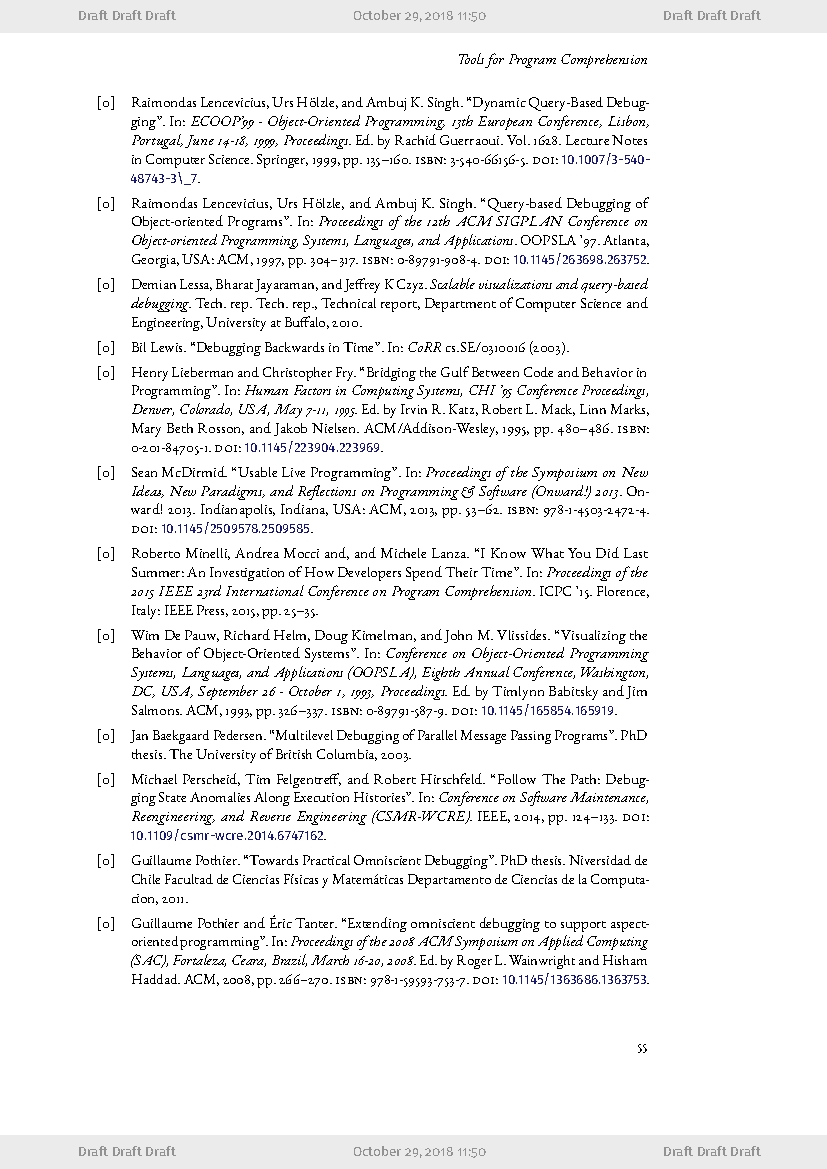 Draft Draft Draft October 29, 2018 11:50 Draft Draft Draft
Tools for Program Comprehension
[0] Raimondas Lencevicius, Urs Hölzle, and Ambuj K. Singh. “Dynamic Query-Based Debug-
ging”. In: ECOOP’99 - Object-Oriented Programming, 13th European Conference, Lisbon,
Portugal, June 14-18, 1999, Proceedings. Ed. by Rachid Guerraoui. Vol. 1628. Lecture Notes
in Computer Science. Springer, 1999, pp. 135–160. ISBN: 3-540-66156-5. DOI: 10.1007/3-540-
48743-3\_7.
[0] Raimondas Lencevicius, Urs Hölzle, and Ambuj K. Singh. “Query-based Debugging of
Object-oriented Programs”. In: Proceedings of the 12th ACM SIGPLAN Conference on
Object-oriented Programming, Systems, Languages, and Applications. OOPSLA ’97. Atlanta,
Georgia, USA: ACM, 1997, pp. 304–317. ISBN: 0-89791-908-4. DOI: 10.1145/263698.263752.
[0] Demian Lessa, Bharat Jayaraman, and Jeffrey K Czyz. Scalable visualizations and query-based
debugging. Tech. rep. Tech. rep., Technical report, Department of Computer Science and
Engineering, University at Buffalo, 2010.
[0] Bil Lewis. “Debugging Backwards in Time”. In: CoRR cs.SE/0310016 (2003).
[0] Henry Lieberman and Christopher Fry. “Bridging the Gulf Between Code and Behavior in
Programming”. In: Human Factors in Computing Systems, CHI ’95 Conference Proceedings,
Denver, Colorado, USA, May 7-11, 1995. Ed. by Irvin R. Katz, Robert L. Mack, Linn Marks,
Mary Beth Rosson, and Jakob Nielsen. ACM/Addison-Wesley, 1995, pp. 480–486. ISBN:
0-201-84705-1. DOI: 10.1145/223904.223969.
[0] Sean McDirmid. “Usable Live Programming”. In: Proceedings of the Symposium on New
Ideas, New Paradigms, and Reflections on Programming & Software (Onward!) 2013. On-
ward! 2013. Indianapolis, Indiana, USA: ACM, 2013, pp. 53–62. ISBN: 978-1-4503-2472-4.
DOI: 10.1145/2509578.2509585.
[0] Roberto Minelli, Andrea Mocci and, and Michele Lanza. “I Know What You Did Last
Summer: An Investigation of How Developers Spend Their Time”. In: Proceedings of the
2015 IEEE 23rd International Conference on Program Comprehension. ICPC ’15. Florence,
Italy: IEEE Press, 2015, pp. 25–35.
[0] Wim De Pauw, Richard Helm, Doug Kimelman, and John M. Vlissides. “Visualizing the
Behavior of Object-Oriented Systems”. In: Conference on Object-Oriented Programming
Systems, Languages, and Applications (OOPSLA), Eighth Annual Conference, Washington,
DC, USA, September 26 - October 1, 1993, Proceedings. Ed. by Timlynn Babitsky and Jim
Salmons. ACM, 1993, pp. 326–337. ISBN: 0-89791-587-9. DOI: 10.1145/165854.165919.
[0] Jan Baekgaard Pedersen. “Multilevel Debugging of Parallel Message Passing Programs”. PhD
thesis. The University of British Columbia, 2003.
[0] Michael Perscheid, Tim Felgentreff, and Robert Hirschfeld. “Follow The Path: Debug-
ging State Anomalies Along Execution Histories”. In: Conference on Software Maintenance,
Reengineering, and Reverse Engineering (CSMR-WCRE). IEEE, 2014, pp. 124–133. DOI:
10.1109/csmr-wcre.2014.6747162.
[0] Guillaume Pothier. “Towards Practical Omniscient Debugging”. PhD thesis. Niversidad de
Chile Facultad de Ciencias Físicas y Matemáticas Departamento de Ciencias de la Computa-
cion, 2011.
[0] Guillaume Pothier and Éric Tanter. “Extending omniscient debugging to support aspect-
oriented programming”. In: Proceedings of the 2008 ACM Symposium on Applied Computing
(SAC), Fortaleza, Ceara, Brazil, March 16-20, 2008. Ed. by Roger L. Wainwright and Hisham
Haddad. ACM, 2008, pp. 266–270. ISBN: 978-1-59593-753-7. DOI: 10.1145/1363686.1363753.
55
Draft Draft Draft October 29, 2018 11:50 Draft Draft Draft